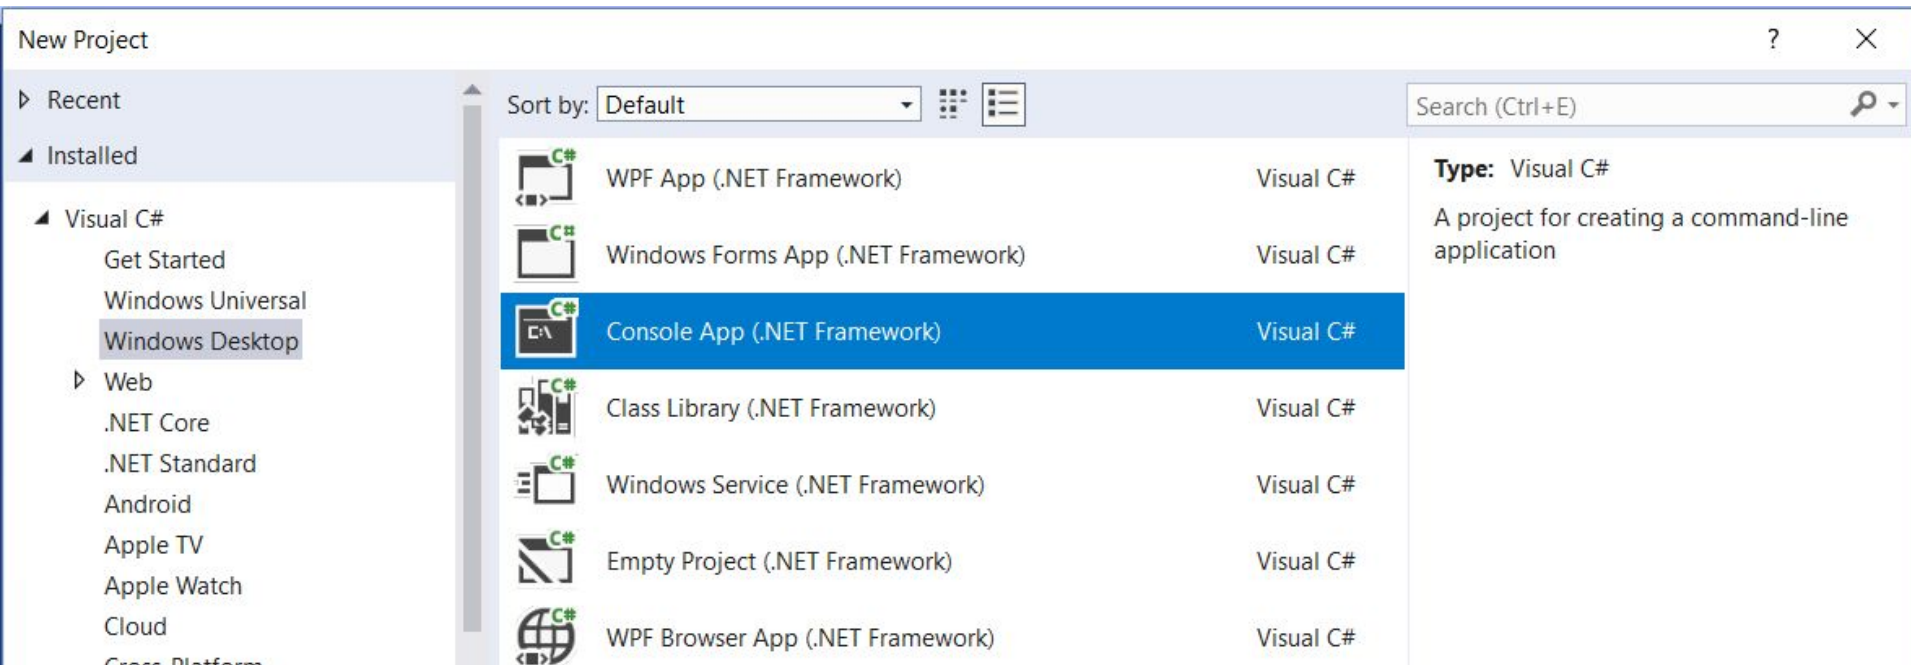 New Project
?
Recent
Installed
Visual C#
Get Started
Windows Universal
Windows Desktop
Web
.NET Core
.NET Standard
Android
Apple TV
Apple Watch
Cloud
Cross-Platform
Sort by: Default
C# WPF App (.NET Framework) Visual C#
C# Windows Forms App (.NET Framework) Visual C#
C# C:\ Console App (.NET Framework) Visual C#
C# Class Library (.NET Framework) Visual C#
C# Windows Service (.NET Framework) Visual C#
C# Empty Project (.NET Framework) Visual C#
C# WPF Browser App (.NET Framework) Visual C#
Search (Ctrl+E)
Type: Visual C#
A project for creating a command-line
application